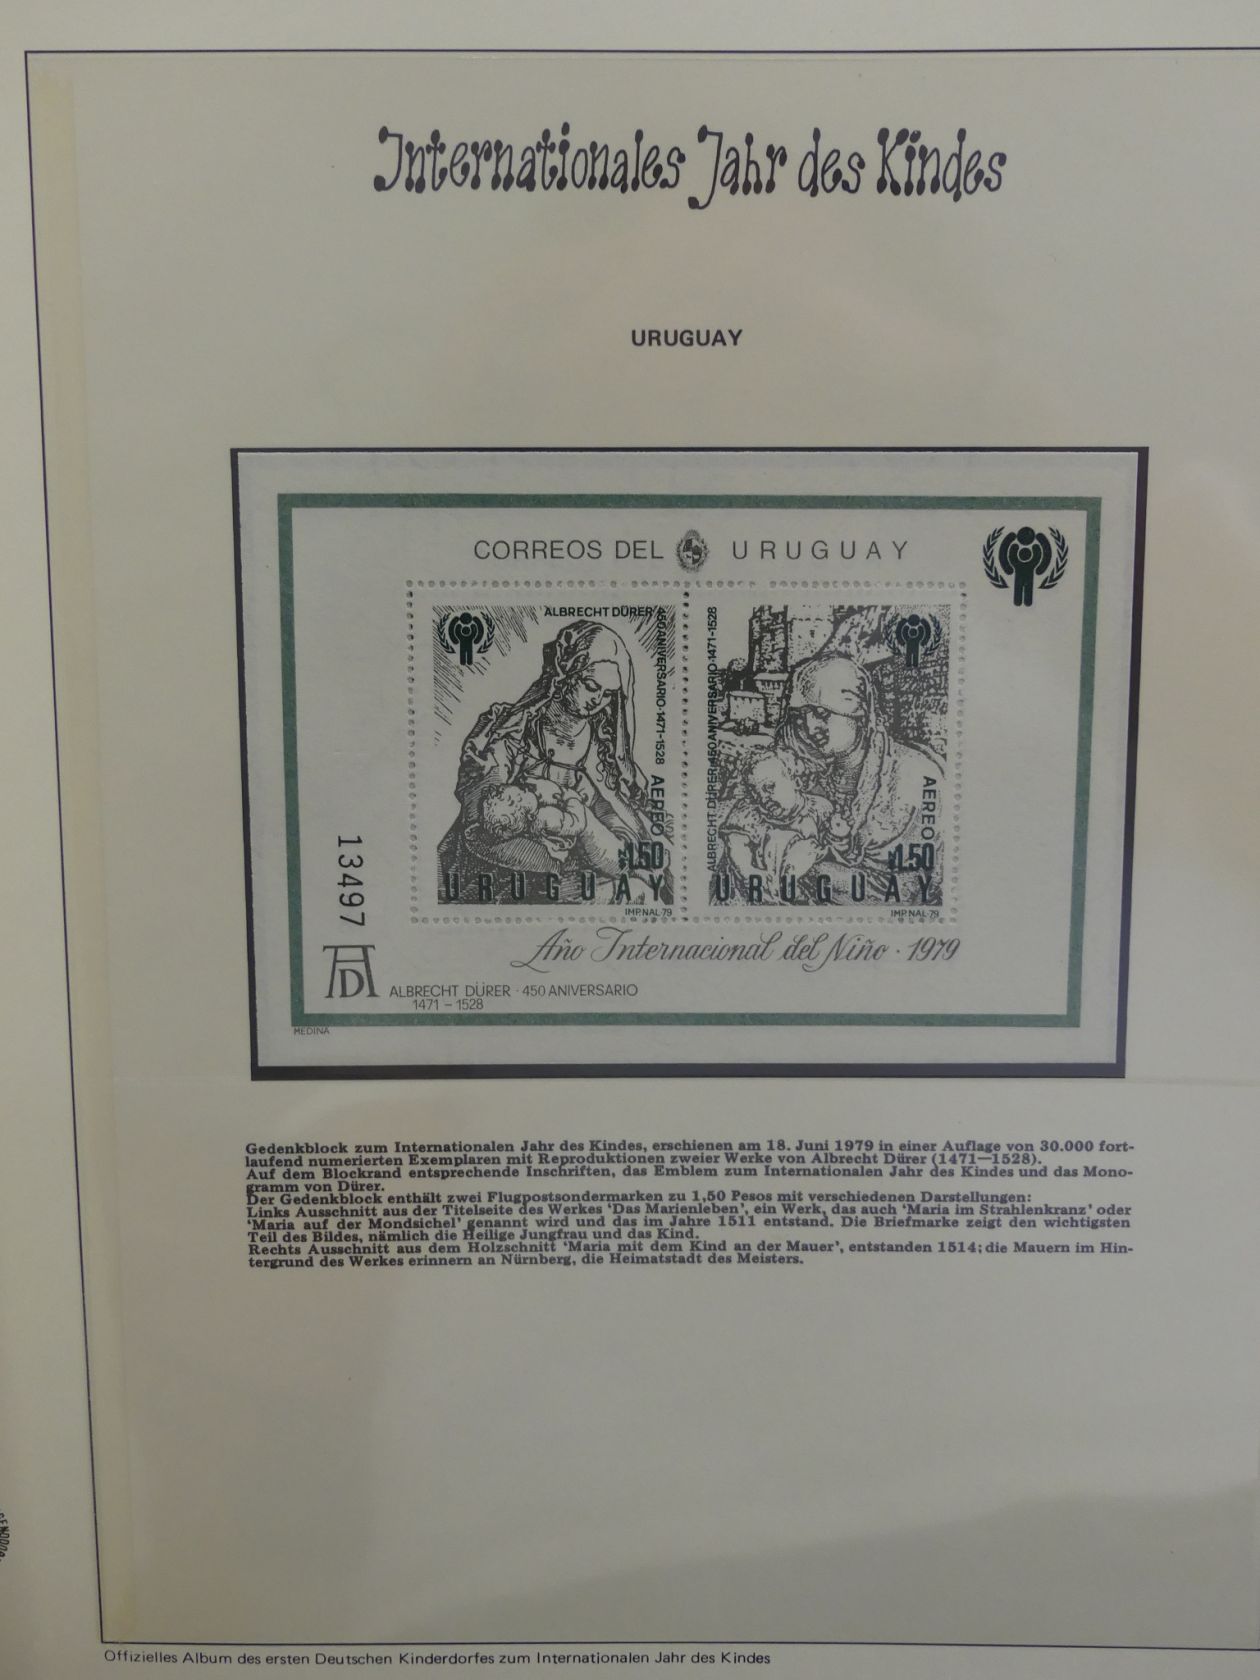 Internationales Jahr des Kindes
URUGUAY
CORREOS DEL URUGUAY
ALBRECHT DÜRER
450 ANIVERSARIO·1471-1528
AEREO
N$1.50
URUGUAY
IMP.NAL·79
ALBRECHT DÜRER·450 ANIVERSARIO·1471-1528
AEREO
N$1.50
URUGUAY
IMP.NAL·79
13497
Año Internacional del Niño · 1979
AD
ALBRECHT DÜRER · 450 ANIVERSARIO
1471 – 1528
MEDINA
Gedenkblock zum Internationalen Jahr des Kindes, erschienen am 18. Juni 1979 in einer Auflage von 30.000 fort-
laufend numerierten Exemplaren mit Reproduktionen zweier Werke von Albrecht Dürer (1471—1528).
Auf dem Blockrand entsprechende Inschriften, das Emblem zum Internationalen Jahr des Kindes und das Mono-
gramm von Dürer.
Der Gedenkblock enthält zwei Flugpostsondermarken zu 1,50 Pesos mit verschiedenen Darstellungen:
Links Ausschnitt aus der Titelseite des Werkes ‘Das Marienleben’, ein Werk, das auch ‘Maria im Strahlenkranz’ oder
‘Maria auf der Mondsichel’ genannt wird und das im Jahre 1511 entstand. Die Briefmarke zeigt den wichtigsten
Teil des Bildes, nämlich die Heilige Jungfrau und das Kind.
Rechts Ausschnitt aus dem Holzschnitt ‘Maria mit dem Kind an der Mauer’, entstanden 1514; die Mauern im Hin-
tergrund des Werkes erinnern an Nürnberg, die Heimatstadt des Meisters.
Offizielles Album des ersten Deutschen Kinderdorfes zum Internationalen Jahr des Kindes